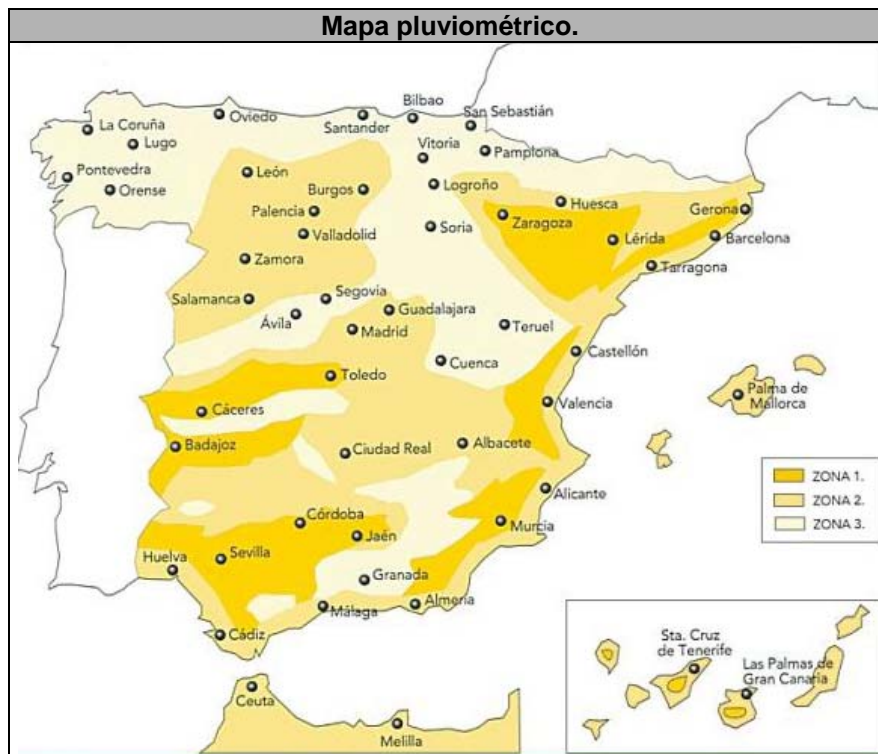 Mapa pluviométrico.
Bilbao
La Coruña
Oviedo
Santander
San Sebastián
Lugo
Vitoria
Pamplona
Pontevedra
León
Orense
Burgos
Logroño
Huesca
Gerona
Palencia
Zaragoza
Valladolid
Soria
Lérida
Barcelona
Zamora
Tarragona
Salamanca
Segovia
Guadalajara
Ávila
Madrid
Teruel
Castellón
Cuenca
Toledo
Palma de
Mallorca
Cáceres
Valencia
Badajoz
Ciudad Real
Albacete
ZONA 1.
Alicante
ZONA 2.
Córdoba
Murcia
ZONA 3.
Jaén
Huelva
Sevilla
Granada
Almeria
Málaga
Cádiz
Sta. Cruz
de Tenerife
Las Palmas de
Gran Canaria
Ceuta
Melilla